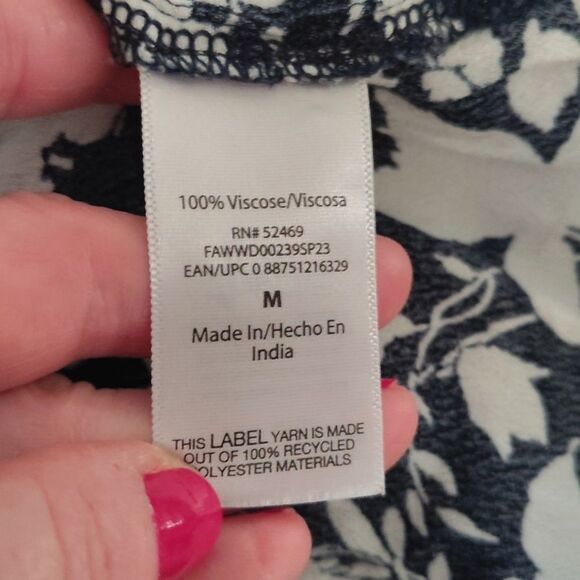 100% Viscose/Viscosa
RN# 52469
FAWWD00239SP23
EAN/UPC 0 88751216329
M
Made In/Hecho En
India
THIS LABEL YARN IS MADE
OUT OF 100% RECYCLED
POLYESTER MATERIALS